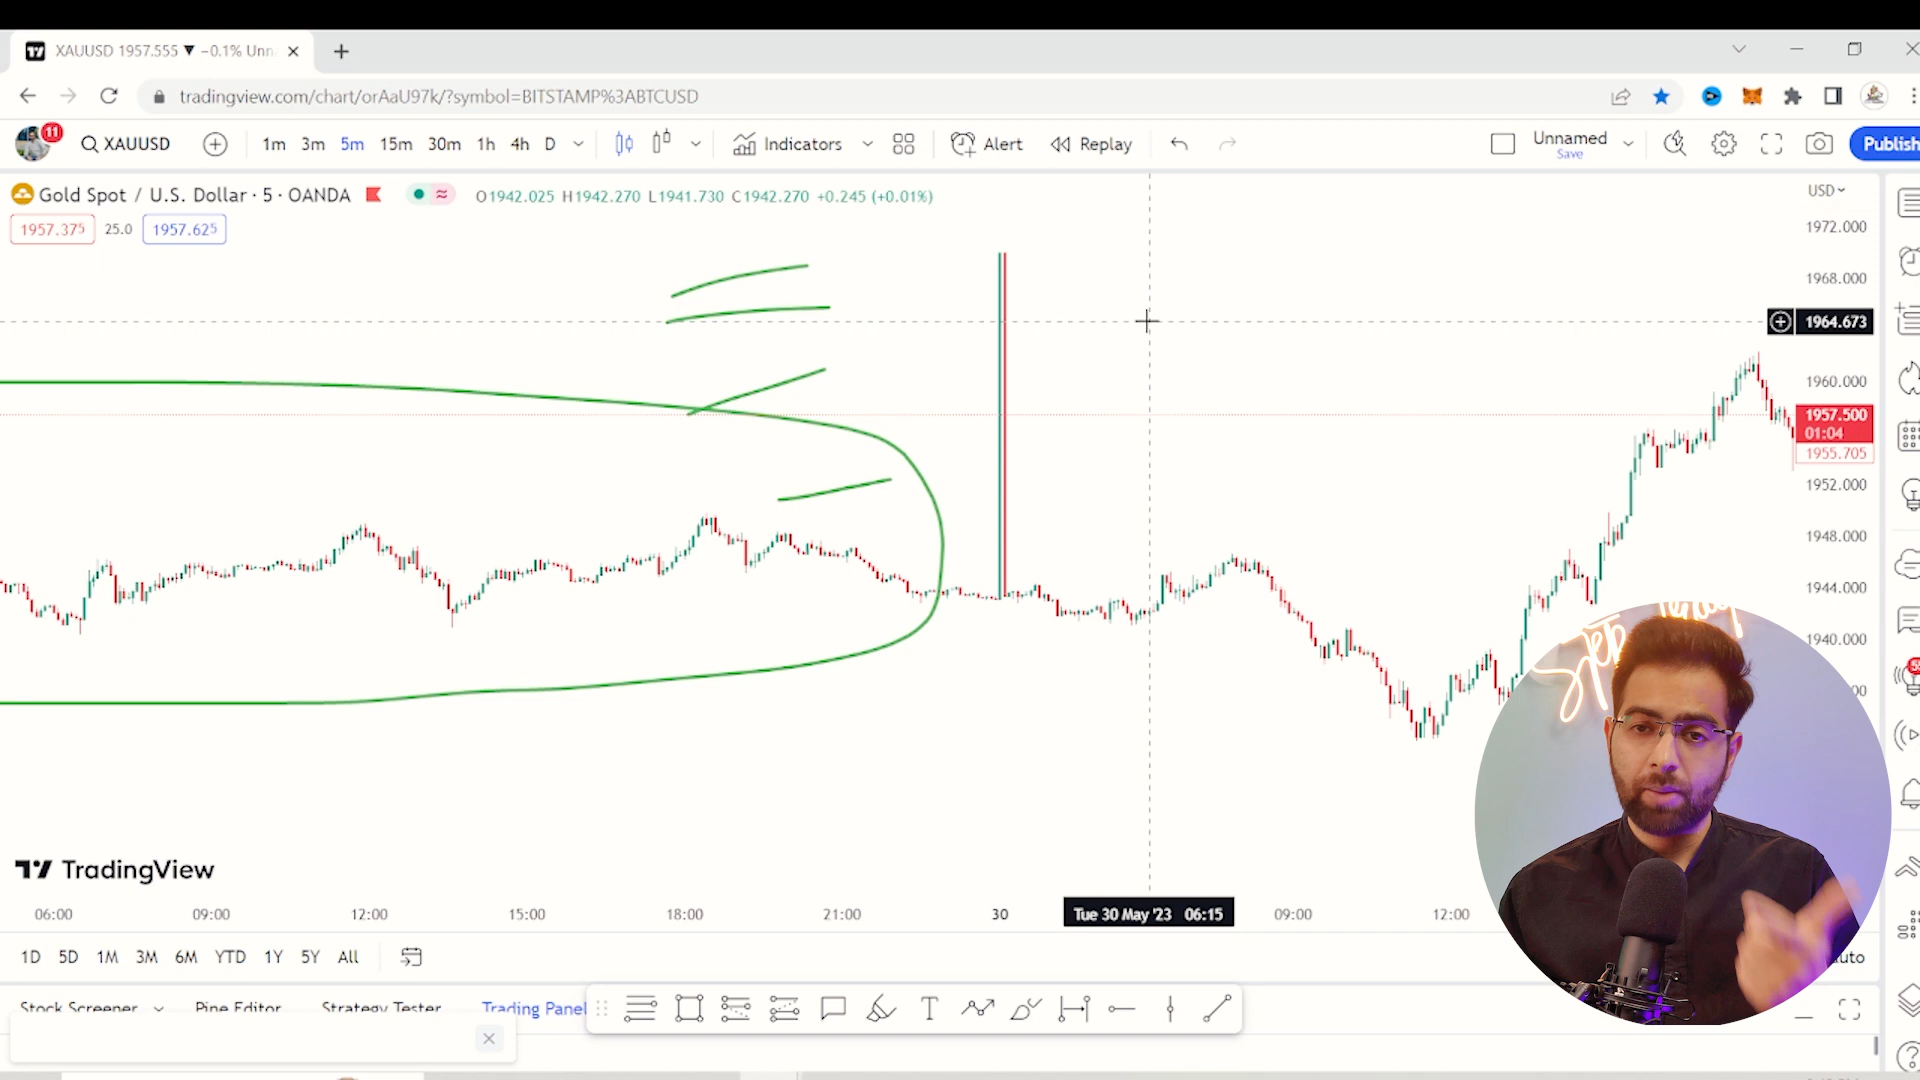 XAUUSD 1957.555 ▼ −0.1% Unn
tradingview.com/chart/orAaU97k/?symbol=BITSTAMP%3ABTCUSD
11 XAUUSD 1m 3m 5m 15m 30m 1h 4h D Indicators Alert Replay Unnamed Save Publish
Gold Spot / U.S. Dollar · 5 · OANDA O1942.025 H1942.270 L1941.730 C1942.270 +0.245 (+0.01%) USD
1957.375 25.0 1957.625
1972.000
1968.000
1964.673
1960.000
1957.500
01:04
1955.705
1952.000
1948.000
1944.000
1940.000
TradingView
06:00 09:00 12:00 15:00 18:00 21:00 30 Tue 30 May '23 06:15 09:00 12:00
1D 5D 1M 3M 6M YTD 1Y 5Y All
Stock Screener Pine Editor Strategy Tester Trading Panel